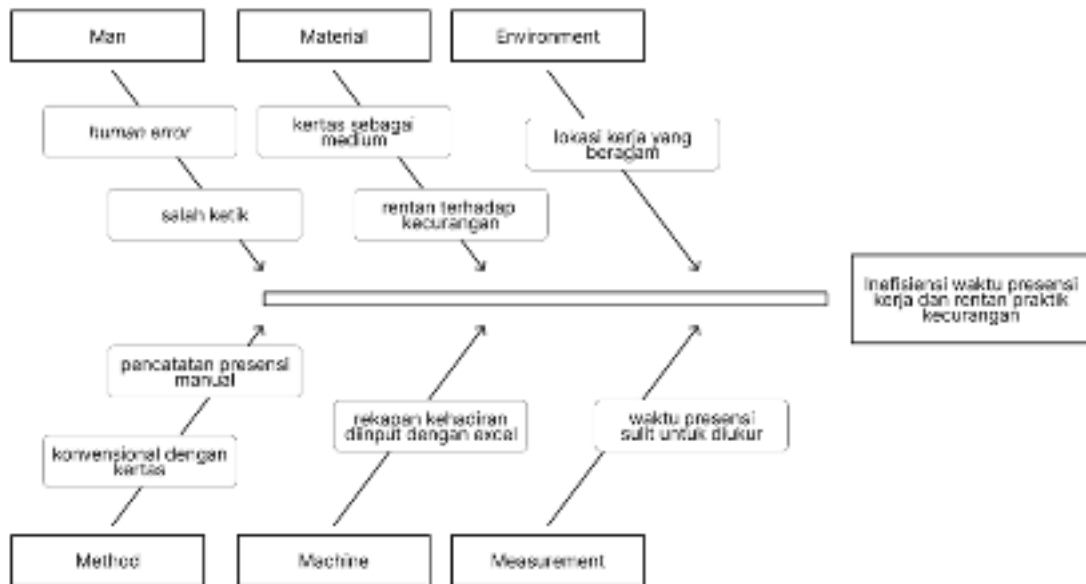 Man
Material
Environment
human error
kertas sebagai
medium
lokasi kerja yang
beragam
salah ketik
rentan terhadap
kecurangan
Inefisiensi waktu presensi
kerja dan rentan praktik
kecurangan
pencatatan presensi
manual
rekapan kehadiran
diinput dengan excel
waktu presensi
sulit untuk diukur
konvensional dengan
kertas
Method
Machine
Measurement